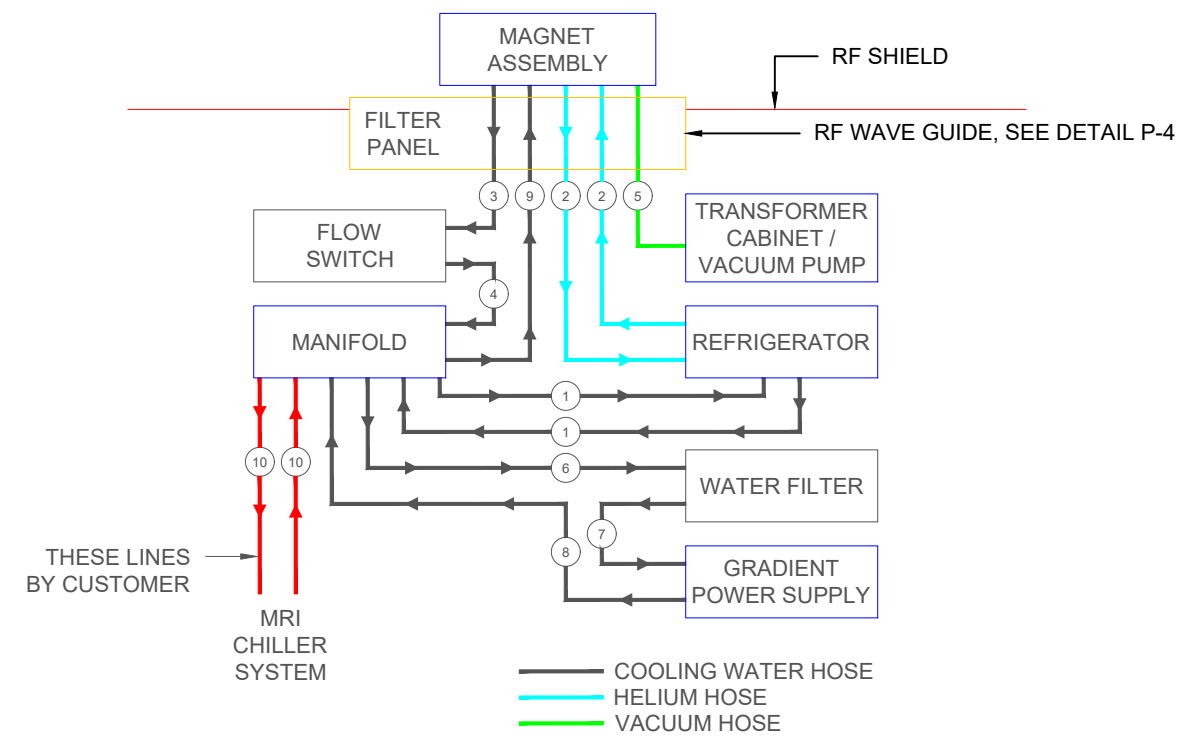 MAGNET
ASSEMBLY
RF SHIELD
FILTER
PANEL
RF WAVE GUIDE, SEE DETAIL P-4
3
9
2
2
5
FLOW
SWITCH
TRANSFORMER
CABINET /
VACUUM PUMP
4
MANIFOLD
REFRIGERATOR
1
1
10
10
6
WATER FILTER
7
8
THESE LINES
BY CUSTOMER
GRADIENT
POWER SUPPLY
MRI
CHILLER
SYSTEM
COOLING WATER HOSE
HELIUM HOSE
VACUUM HOSE